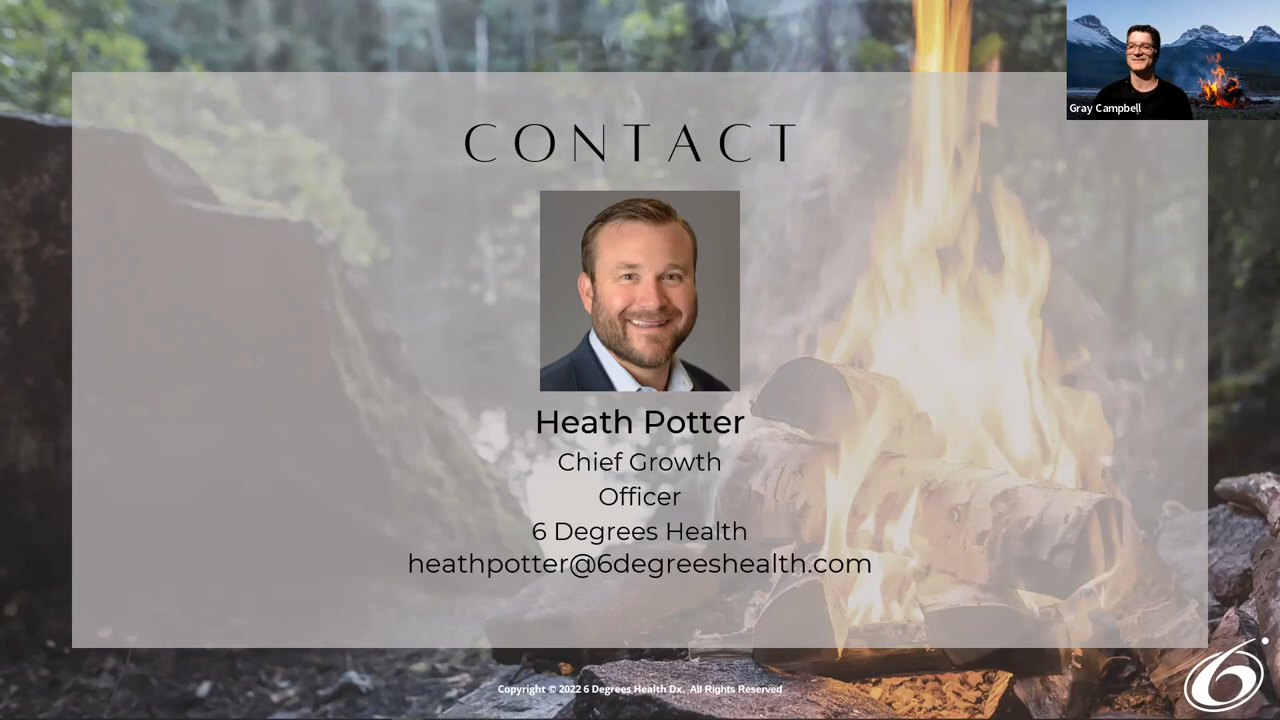 Gray Campbell
CONTACT
Heath Potter
Chief Growth
Officer
6 Degrees Health
heathpotter@6degreeshealth.com
Copyright © 2022 6 Degrees Health Dx. All Rights Reserved
6